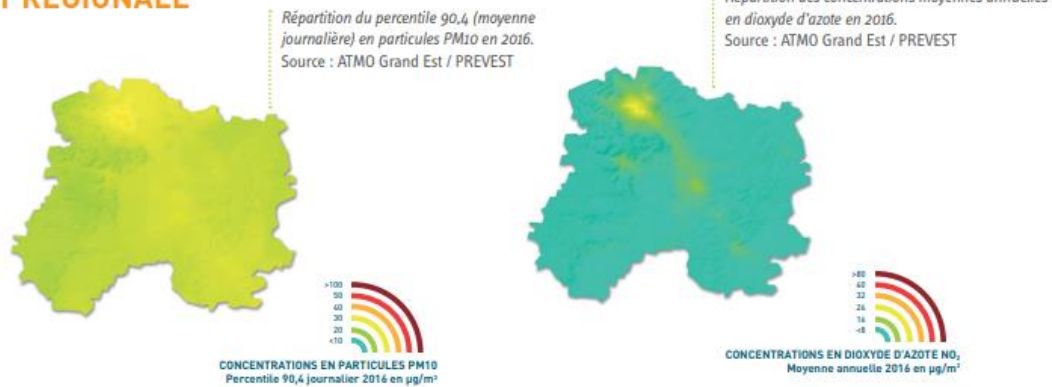 RÉGIONALE
Répartition du percentile 90,4 (moyenne
journalière) en particules PM10 en 2016.
Source : ATMO Grand Est / PREVEST
Répartition des concentrations moyennes annuelles
en dioxyde d'azote en 2016.
Source : ATMO Grand Est / PREVEST
>100
50
40
30
20
<10
CONCENTRATIONS EN PARTICULES PM10
Percentile 90,4 journalier 2016 en µg/m³
>80
40
32
26
16
<8
CONCENTRATIONS EN DIOXYDE D'AZOTE NO₂
Moyenne annuelle 2016 en µg/m³